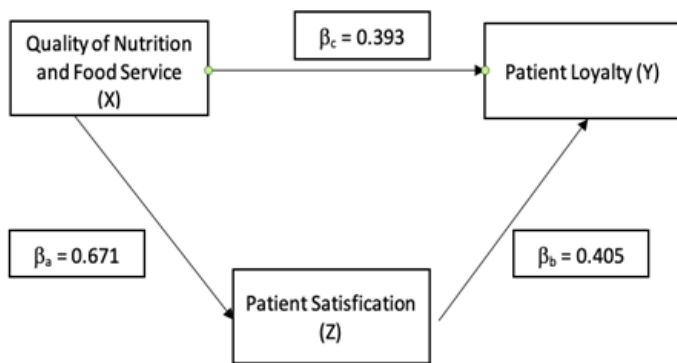 Quality of Nutrition
and Food Service
(X)
βc = 0.393
Patient Loyalty (Y)
βa = 0.671
βb = 0.405
Patient Satisfication
(Z)